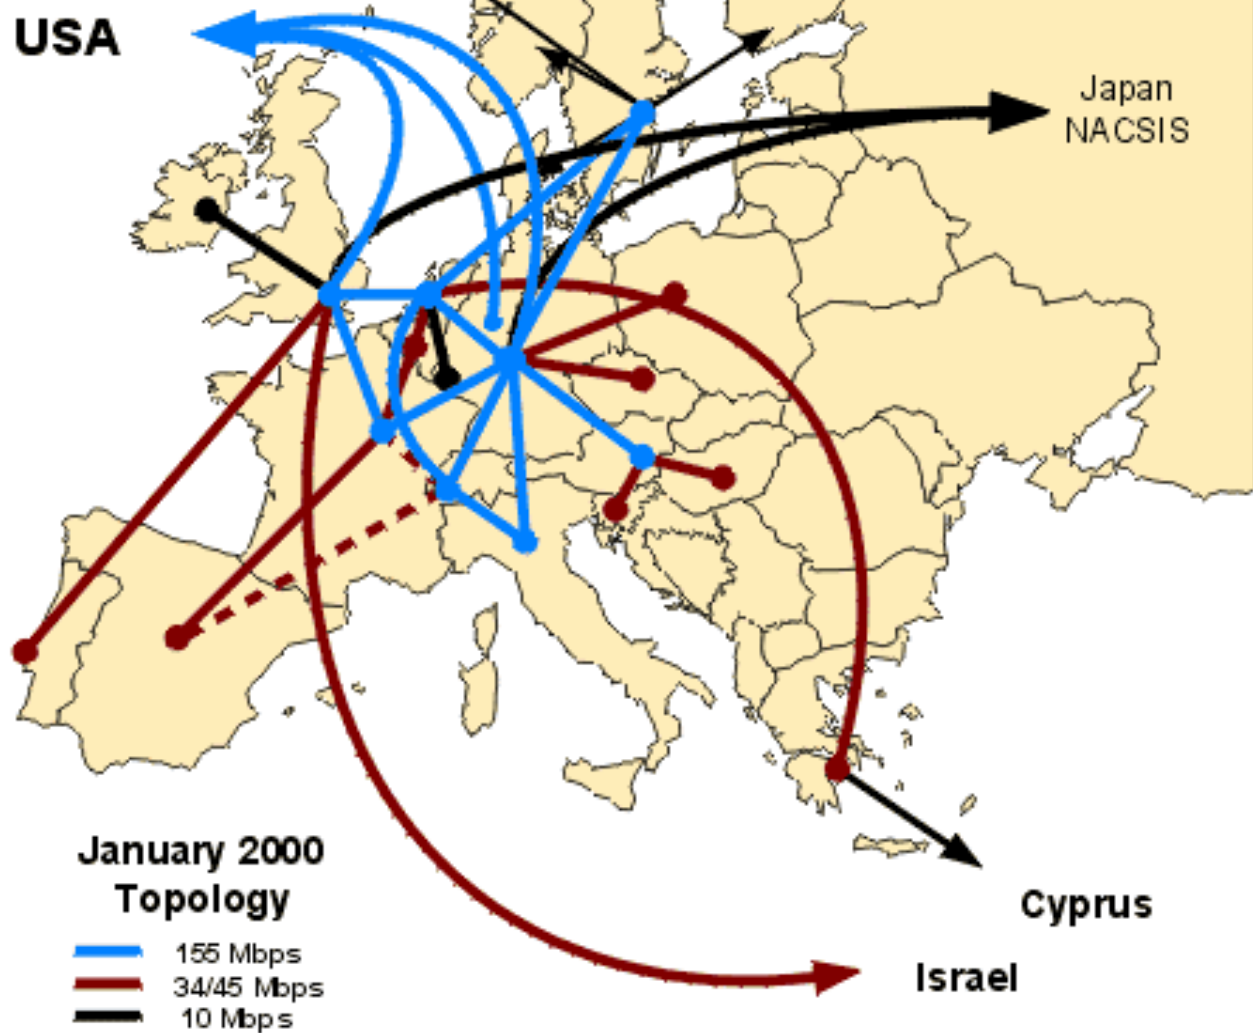 USA
Japan
NACSIS
January 2000
Topology
155 Mbps
34/45 Mbps
10 Mbps
Cyprus
Israel